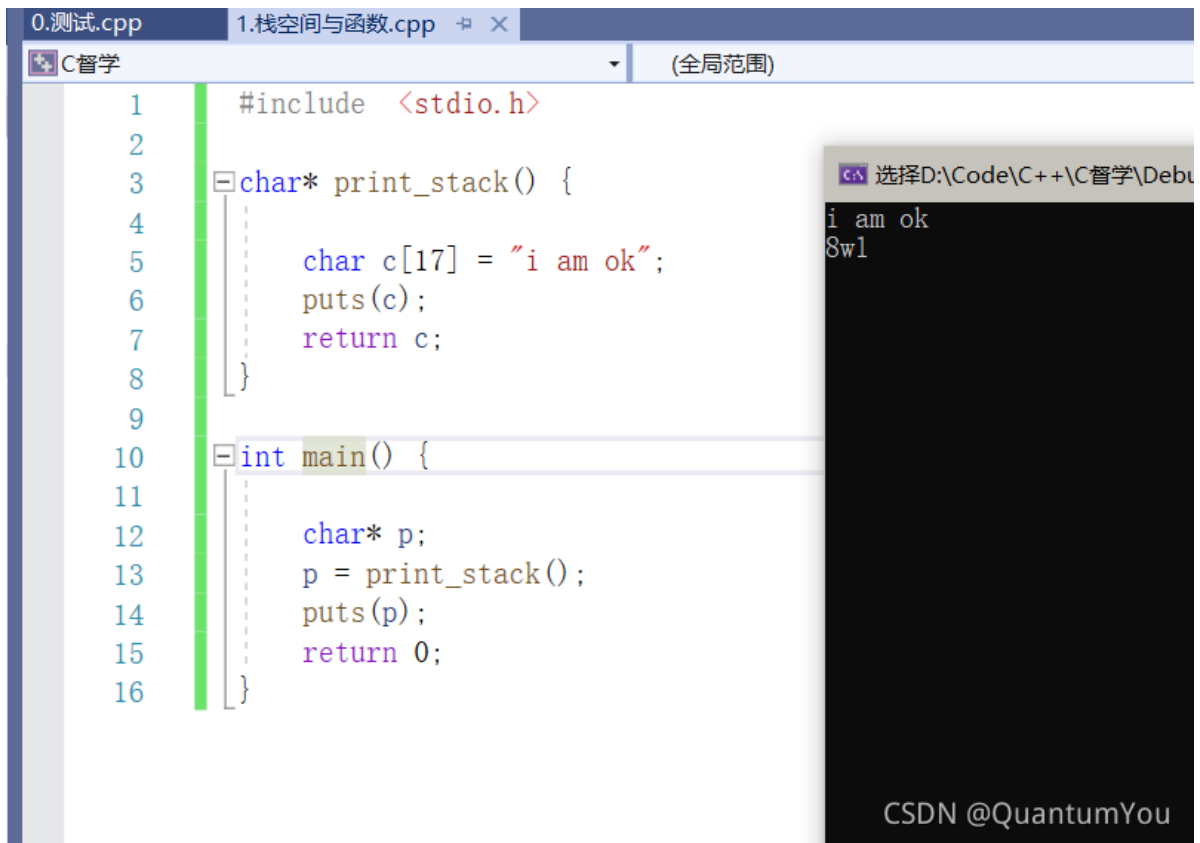 0.测试.cpp 1.栈空间与函数.cpp
C督学 (全局范围)
1 #include <stdio.h>
2
3 char* print_stack() {
4
5 char c[17] = "i am ok";
6 puts(c);
7 return c;
8 }
9
10 int main() {
11
12 char* p;
13 p = print_stack();
14 puts(p);
15 return 0;
16 }
选择D:\Code\C++\C督学\Debu
i am ok
8wl
CSDN @QuantumYou